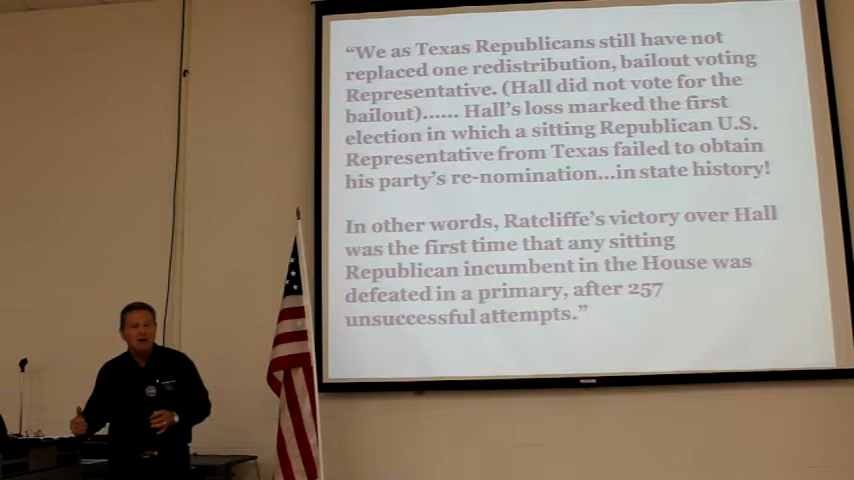 “We as Texas Republicans still have not
replaced one redistribution, bailout voting
Representative. (Hall did not vote for the
bailout)...... Hall’s loss marked the first
election in which a sitting Republican U.S.
Representative from Texas failed to obtain
his party’s re-nomination...in state history!
In other words, Ratcliffe’s victory over Hall
was the first time that any sitting
Republican incumbent in the House was
defeated in a primary, after 257
unsuccessful attempts.”